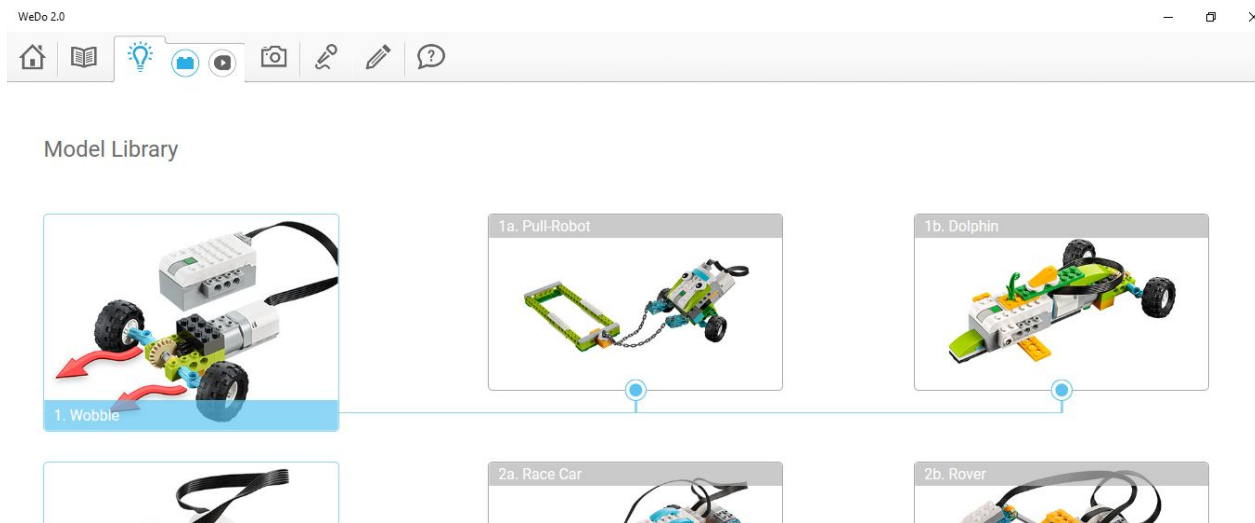 WeDo 2.0
Model Library
1a. Pull-Robot
1b. Dolphin
1. Wobble
2a. Race Car
2b. Rover